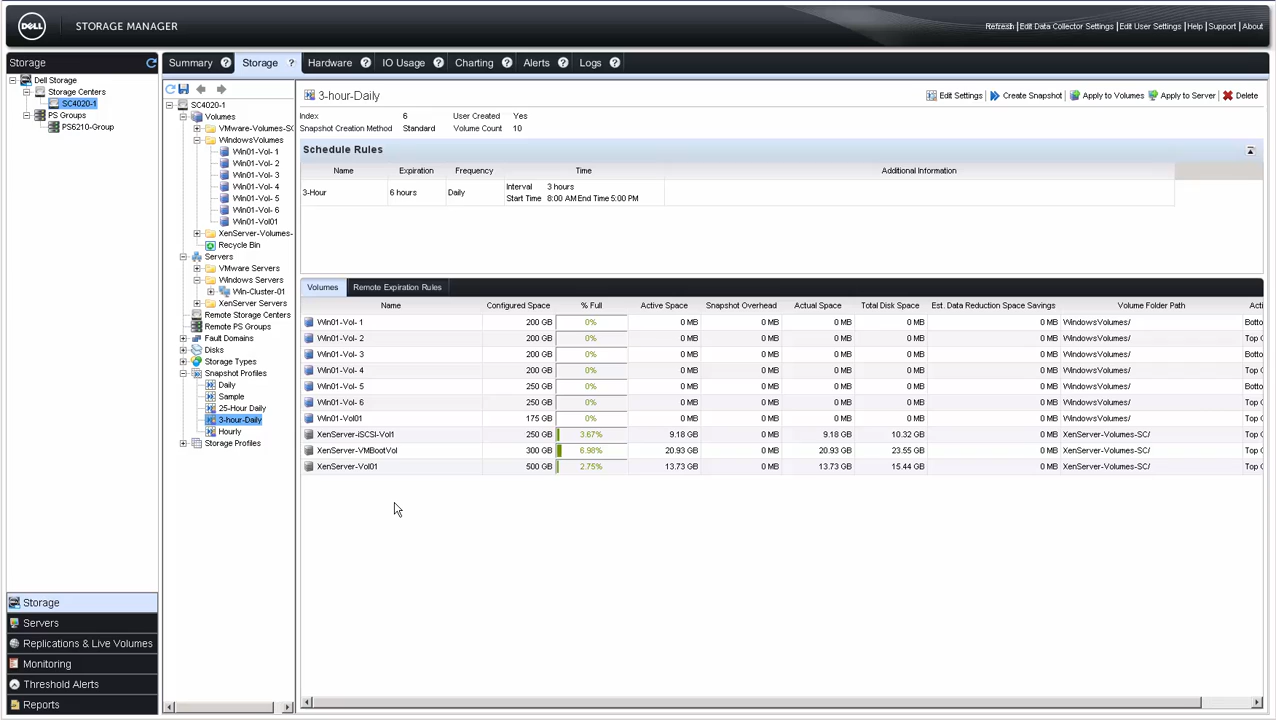 DELL STORAGE MANAGER
Refresh | Edit Data Collector Settings | Edit User Settings | Help | Support | About
Storage
Summary ? Storage ? Hardware ? IO Usage ? Charting ? Alerts ? Logs ?
Dell Storage
Storage Centers
SC4020-1
PS Groups
PS6210-Group
SC4020-1
Volumes
VMware-Volumes-SC
WindowsVolumes
Win01-Vol- 1
Win01-Vol- 2
Win01-Vol- 3
Win01-Vol- 4
Win01-Vol- 5
Win01-Vol- 6
Win01-Vol01
XenServer-Volumes-
Recycle Bin
Servers
VMware Servers
Windows Servers
Win-Cluster-01
XenServer Servers
Remote Storage Centers
Remote PS Groups
Fault Domains
Disks
Storage Types
Snapshot Profiles
Daily
Sample
25-Hour Daily
3-hour-Daily
Hourly
Storage Profiles
3-hour-Daily
Edit Settings Create Snapshot Apply to Volumes Apply to Server Delete
Index 6 User Created Yes
Snapshot Creation Method Standard Volume Count 10
Schedule Rules
Name Expiration Frequency Time Additional Information
3-Hour 6 hours Daily Interval 3 hours
Start Time 8:00 AM End Time 5:00 PM
Volumes Remote Expiration Rules
Name Configured Space % Full Active Space Snapshot Overhead Actual Space Total Disk Space Est. Data Reduction Space Savings Volume Folder Path Acti
Win01-Vol- 1 200 GB 0% 0 MB 0 MB 0 MB 0 MB 0 MB WindowsVolumes/ Botto
Win01-Vol- 2 200 GB 0% 0 MB 0 MB 0 MB 0 MB 0 MB WindowsVolumes/ Top C
Win01-Vol- 3 200 GB 0% 0 MB 0 MB 0 MB 0 MB 0 MB WindowsVolumes/ Botto
Win01-Vol- 4 200 GB 0% 0 MB 0 MB 0 MB 0 MB 0 MB WindowsVolumes/ Top C
Win01-Vol- 5 250 GB 0% 0 MB 0 MB 0 MB 0 MB 0 MB WindowsVolumes/ Botto
Win01-Vol- 6 250 GB 0% 0 MB 0 MB 0 MB 0 MB 0 MB WindowsVolumes/ Top C
Win01-Vol01 175 GB 0% 0 MB 0 MB 0 MB 0 MB 0 MB WindowsVolumes/ Top C
XenServer-iSCSI-Vol1 250 GB 3.67% 9.18 GB 0 MB 9.18 GB 10.32 GB 0 MB XenServer-Volumes-SC/ Top C
XenServer-VMBootVol 300 GB 6.98% 20.93 GB 0 MB 20.93 GB 23.55 GB 0 MB XenServer-Volumes-SC/ Top C
XenServer-Vol01 500 GB 2.75% 13.73 GB 0 MB 13.73 GB 15.44 GB 0 MB XenServer-Volumes-SC/ Top C
Storage
Servers
Replications & Live Volumes
Monitoring
Threshold Alerts
Reports